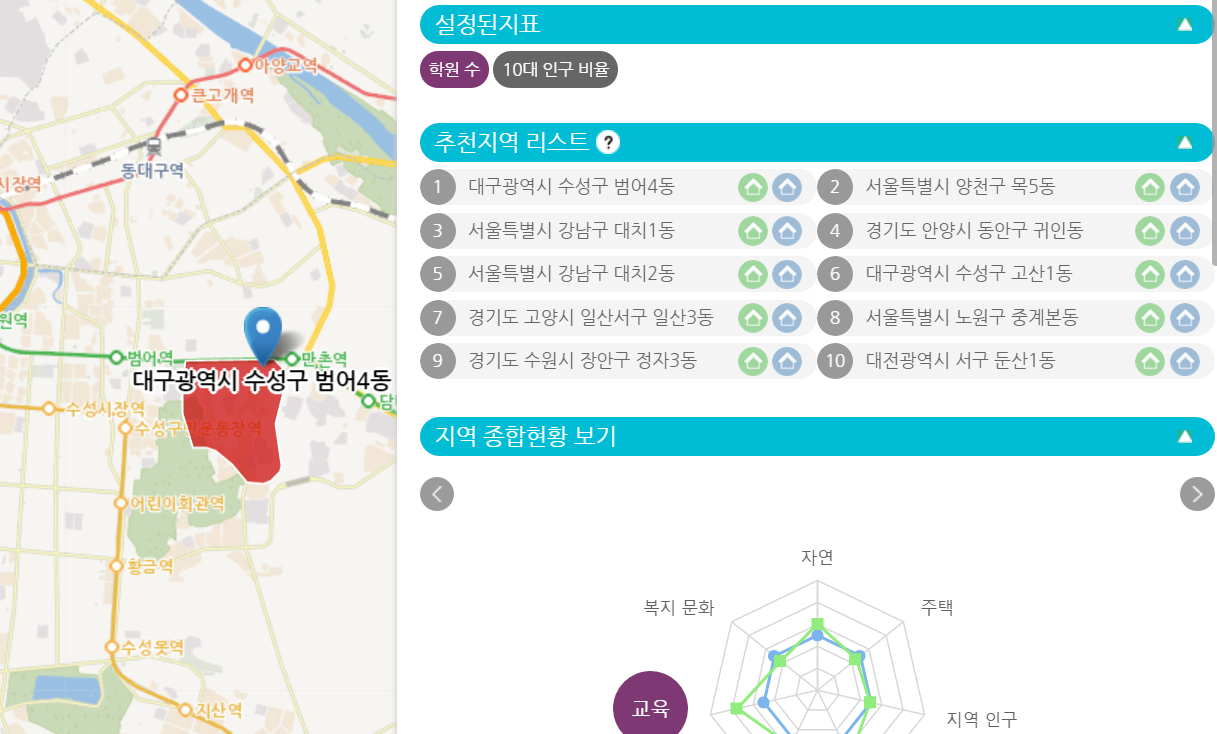 아양교역
큰고개역
동대구역
시장역
원역
범어역
만촌역
대구광역시 수성구 범어4동
담
수성시장역
수성구민운동장역
어린이회관역
황금역
수성못역
지산역
설정된지표
학원 수
10대 인구 비율
추천지역 리스트 ?
1 대구광역시 수성구 범어4동
2 서울특별시 양천구 목5동
3 서울특별시 강남구 대치1동
4 경기도 안양시 동안구 귀인동
5 서울특별시 강남구 대치2동
6 대구광역시 수성구 고산1동
7 경기도 고양시 일산서구 일산3동
8 서울특별시 노원구 중계본동
9 경기도 수원시 장안구 정자3동
10 대전광역시 서구 둔산1동
지역 종합현황 보기
자연
복지 문화
주택
교육
지역 인구